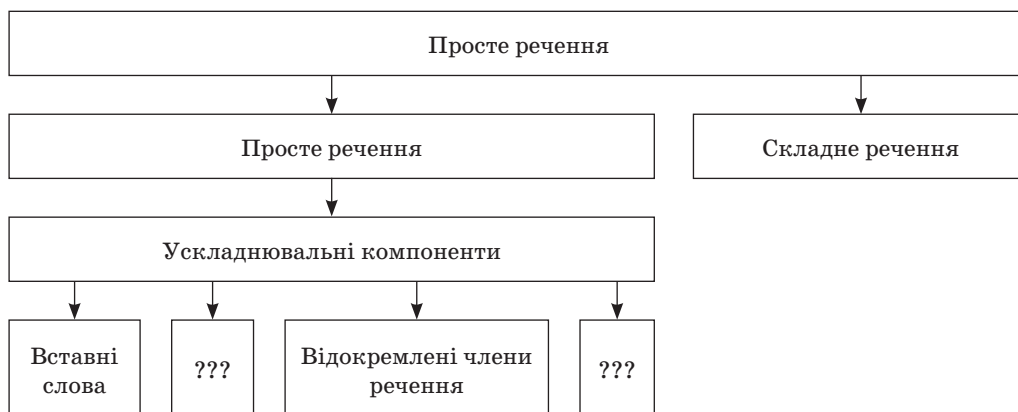 Просте речення
Просте речення
Складне речення
Ускладнювальні компоненти
Вставні
слова
???
Відокремлені члени
речення
???